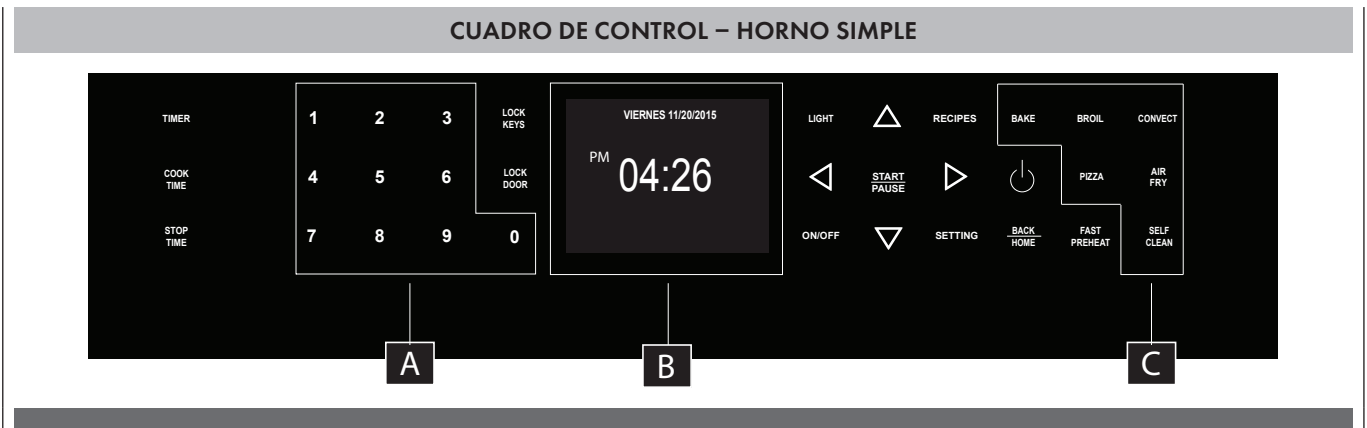 CUADRO DE CONTROL – HORNO SIMPLE
TIMER
1 2 3
LOCK
KEYS
VIERNES 11/20/2015
LIGHT
RECIPES
BAKE
BROIL
CONVECT
COOK
TIME
4 5 6
LOCK
DOOR
PM 04:26
START
PAUSE
PIZZA
AIR
FRY
STOP
TIME
7 8 9 0
ON/OFF
SETTING
BACK
HOME
FAST
PREHEAT
SELF
CLEAN
A
B
C